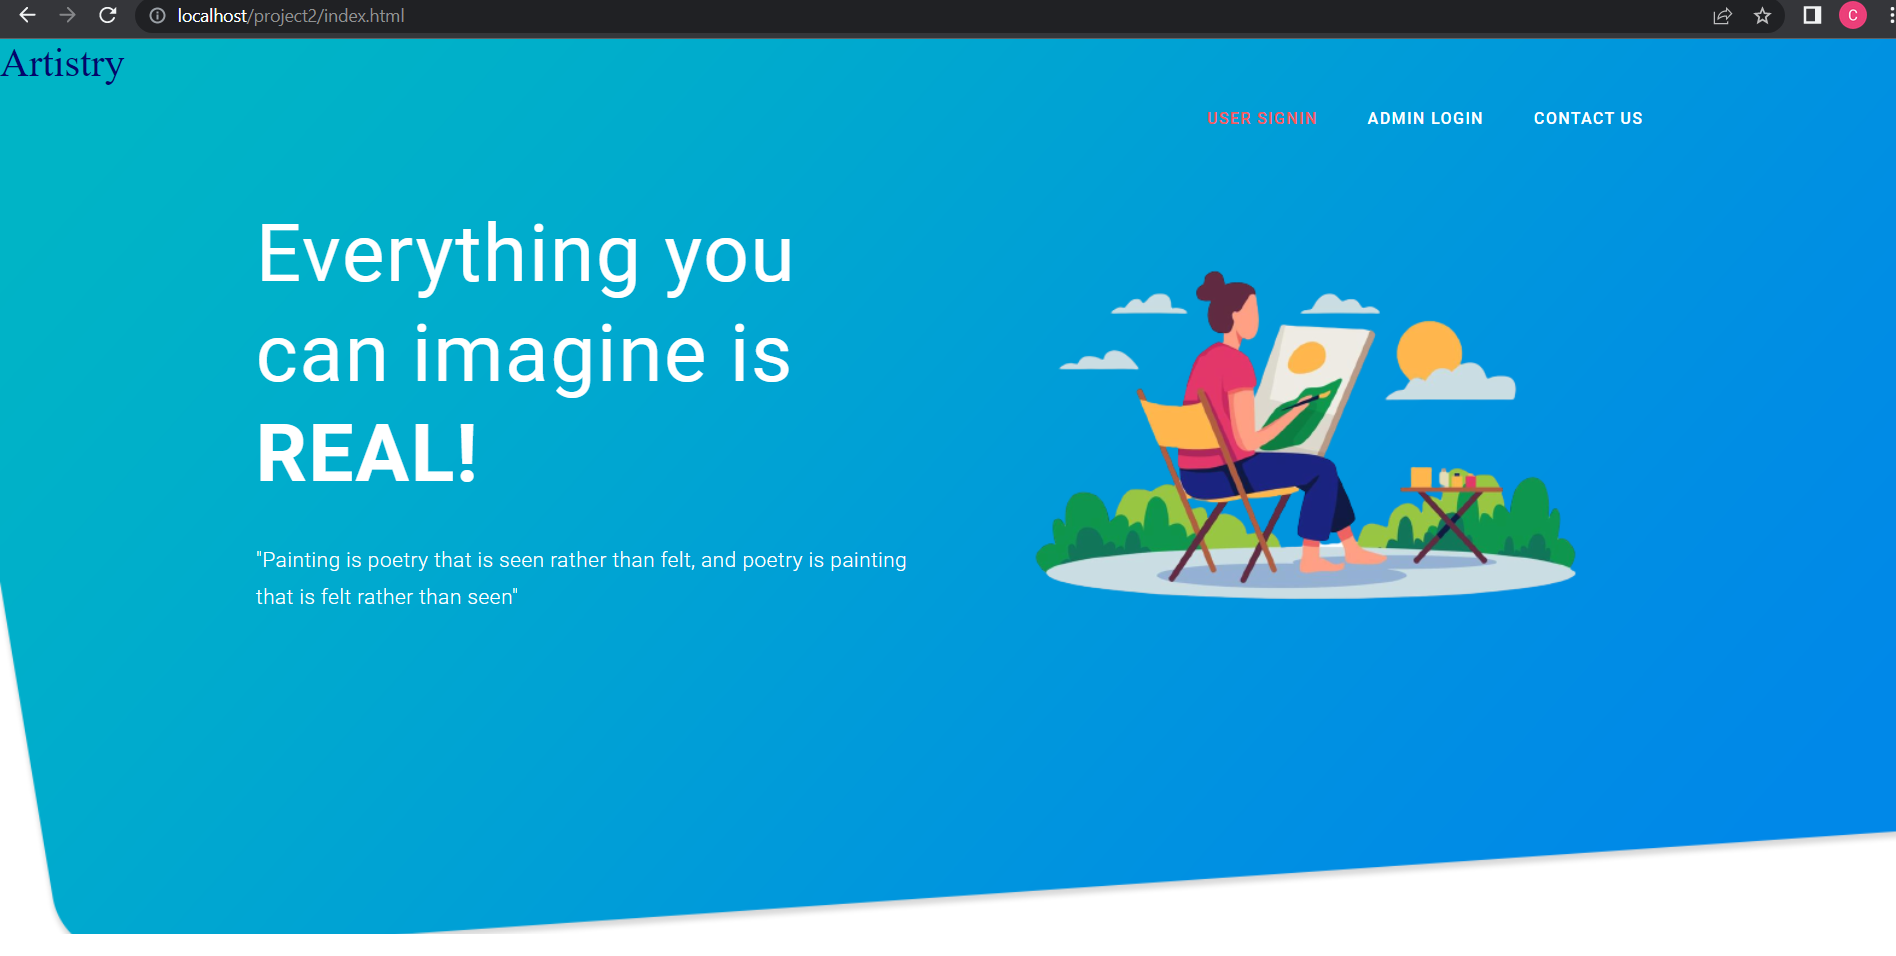 localhost/project2/index.html
C
Artistry
USER SIGNIN ADMIN LOGIN CONTACT US
Everything you
can imagine is
REAL!
"Painting is poetry that is seen rather than felt, and poetry is painting
that is felt rather than seen"